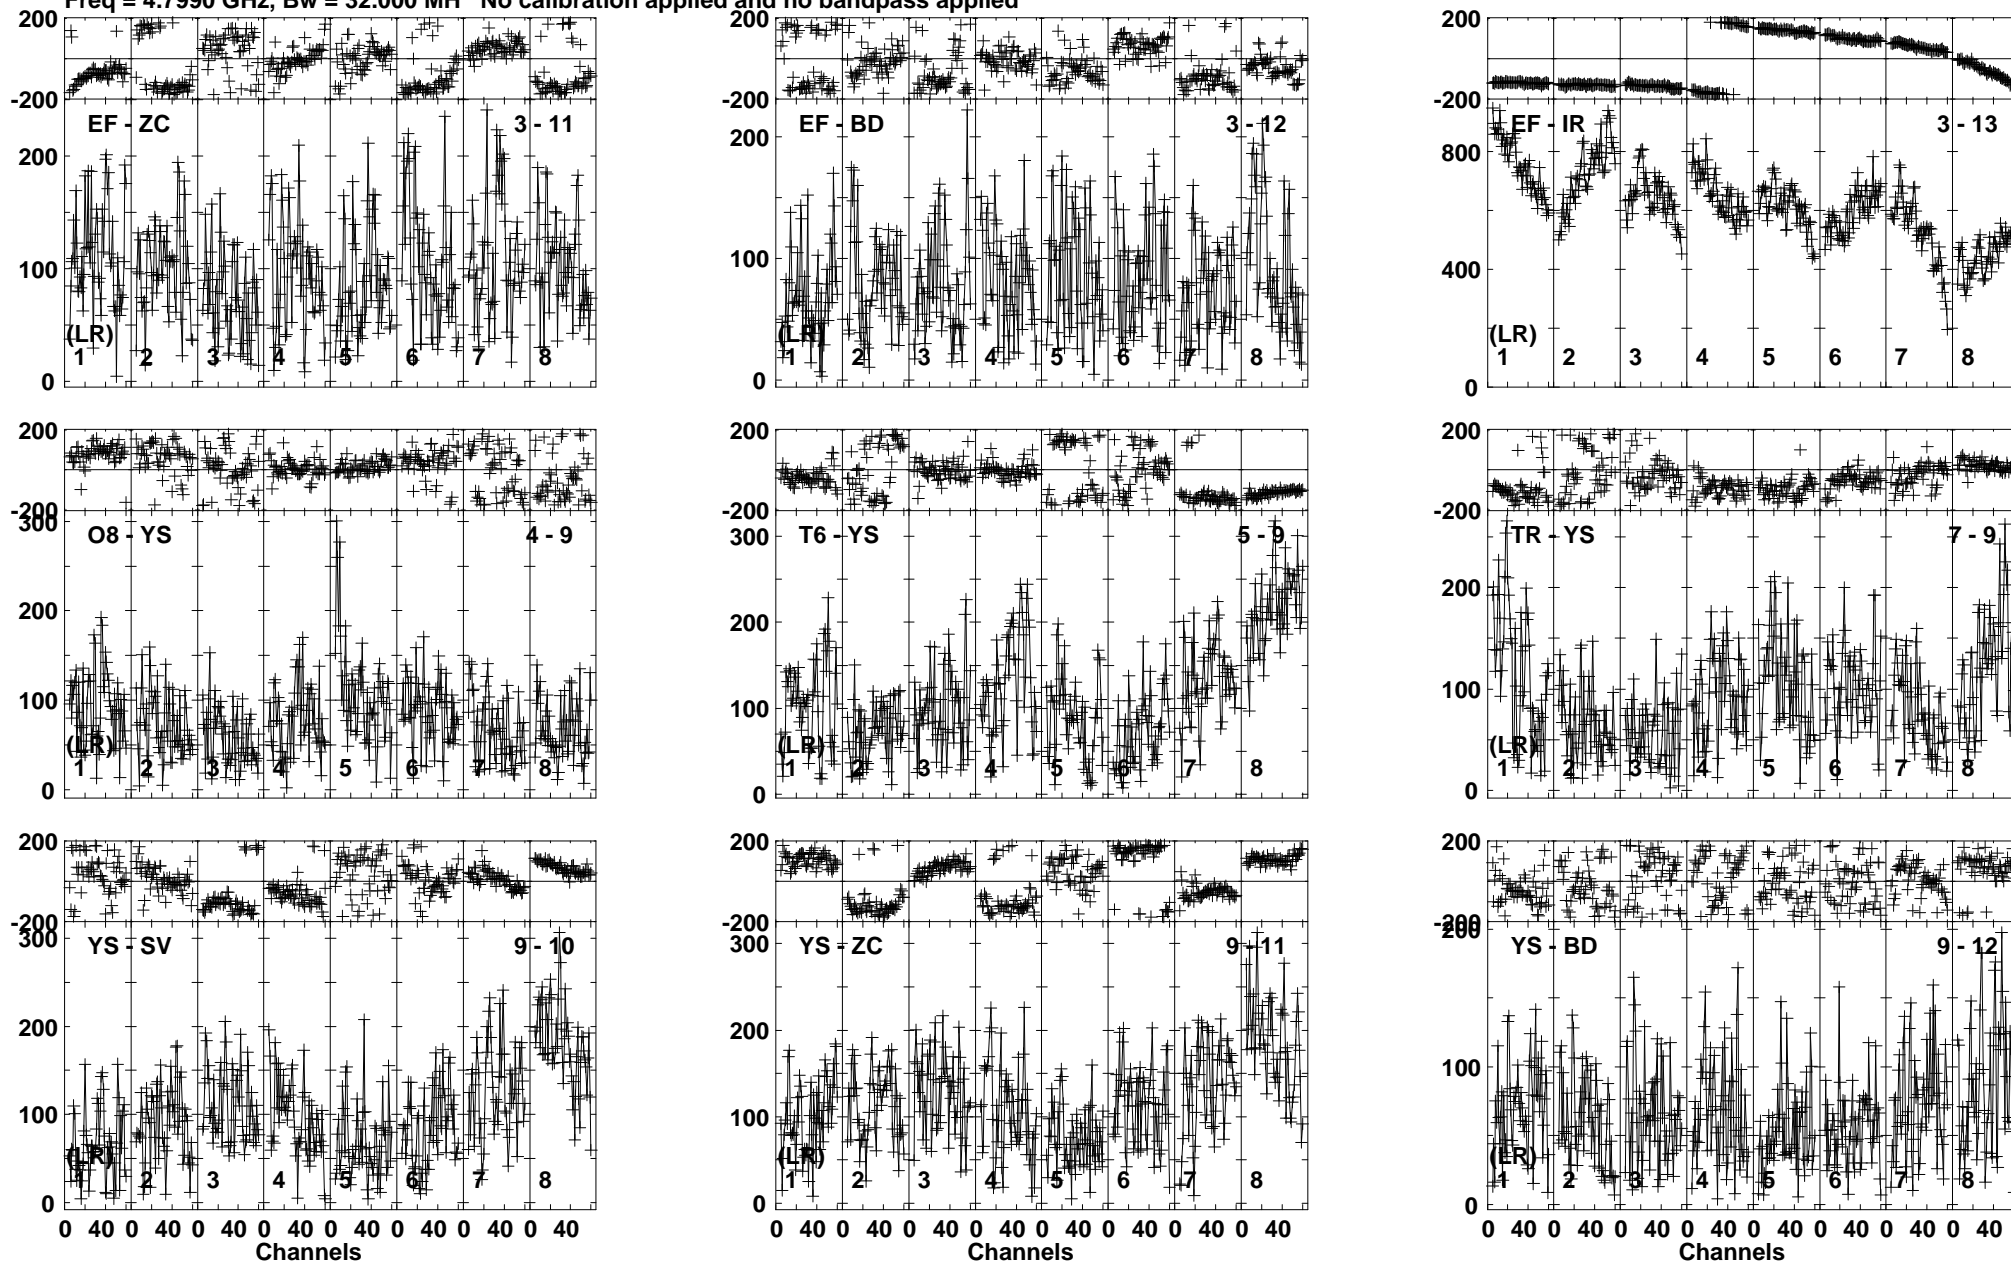 Freq = 4.7990 GHz, Bw = 32.000 MH No calibration applied and no bandpass applied
200 200 200
-200 -200 -200
EF - ZC 3 - 11 EF - BD 3 - 12 EF - IR 3 - 13
200 200 800
100 100 400
(LR) (LR) (LR)
1 2 3 4 5 6 7 8 1 2 3 4 5 6 7 8 1 2 3 4 5 6 7 8
0 0 0
200 200 200
-200 -200 -200
300 300
O8 - YS 4 - 9 T6 - YS 5 - 9 TR - YS 7 - 9
200 200 200
100 100 100
(LR) (LR) (LR)
1 2 3 4 5 6 7 8 1 2 3 4 5 6 7 8 1 2 3 4 5 6 7 8
0 0 0
200 200 200
-200 -200 -200
300 300 200
YS - SV 9 - 10 YS - ZC 9 - 11 YS - BD 9 - 12
200 200
100 100 100
(LR) (LR) (LR)
1 2 3 4 5 6 7 8 1 2 3 4 5 6 7 8 1 2 3 4 5 6 7 8
0 0 0
0 40 0 40 0 40 0 40 0 40 0 40 0 40 0 40 0 40 0 40 0 40 0 40 0 40 0 40 0 40 0 40 0 40 0 40 0 40 0 40 0 40 0 40 0 40 0 40
Channels Channels Channels